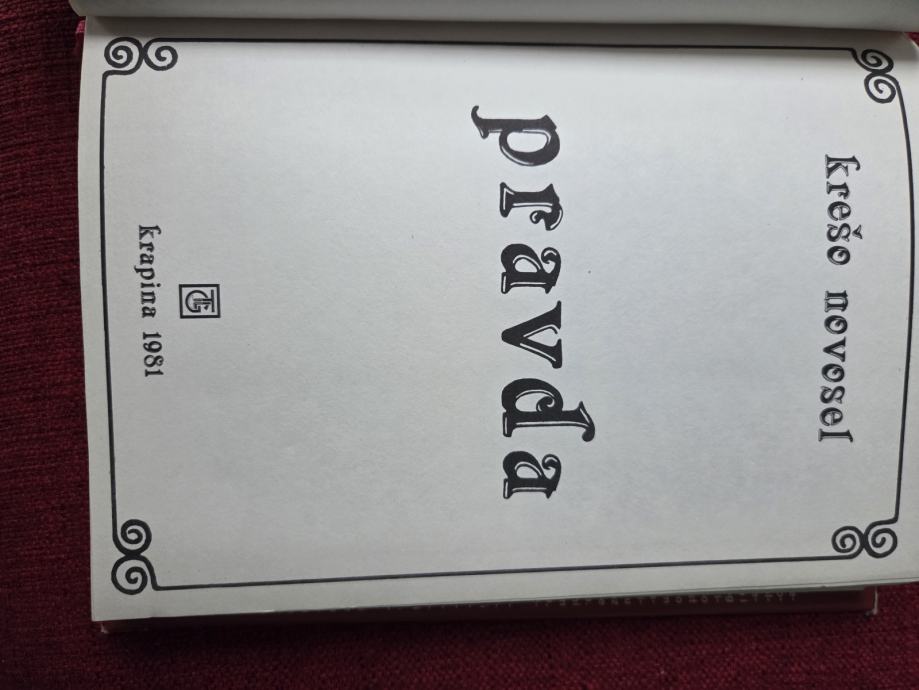 krešo novosel
pravda
krapina 1981